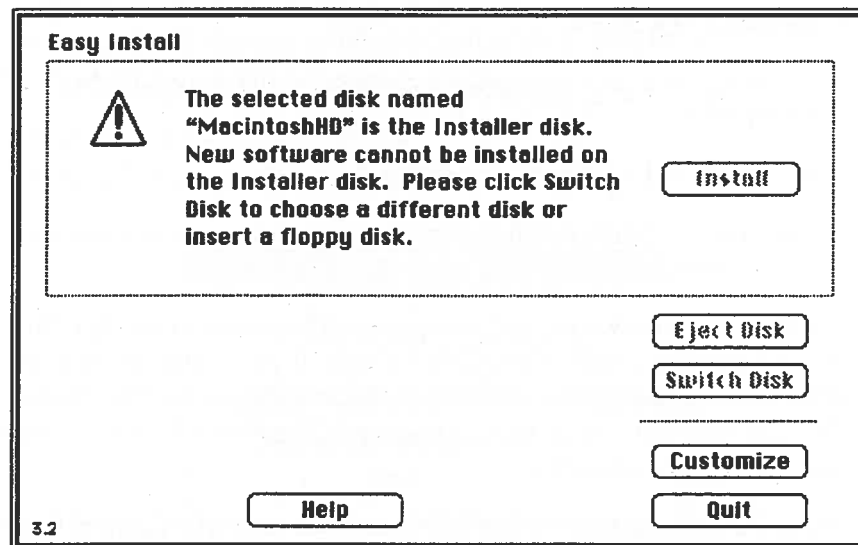 Easy Install
The selected disk named
“MacintoshHD” is the Installer disk.
New software cannot be installed on
the Installer disk.  Please click Switch
Disk to choose a different disk or
insert a floppy disk.
Install
Eject Disk
Switch Disk
Customize
Help
Quit
3.2